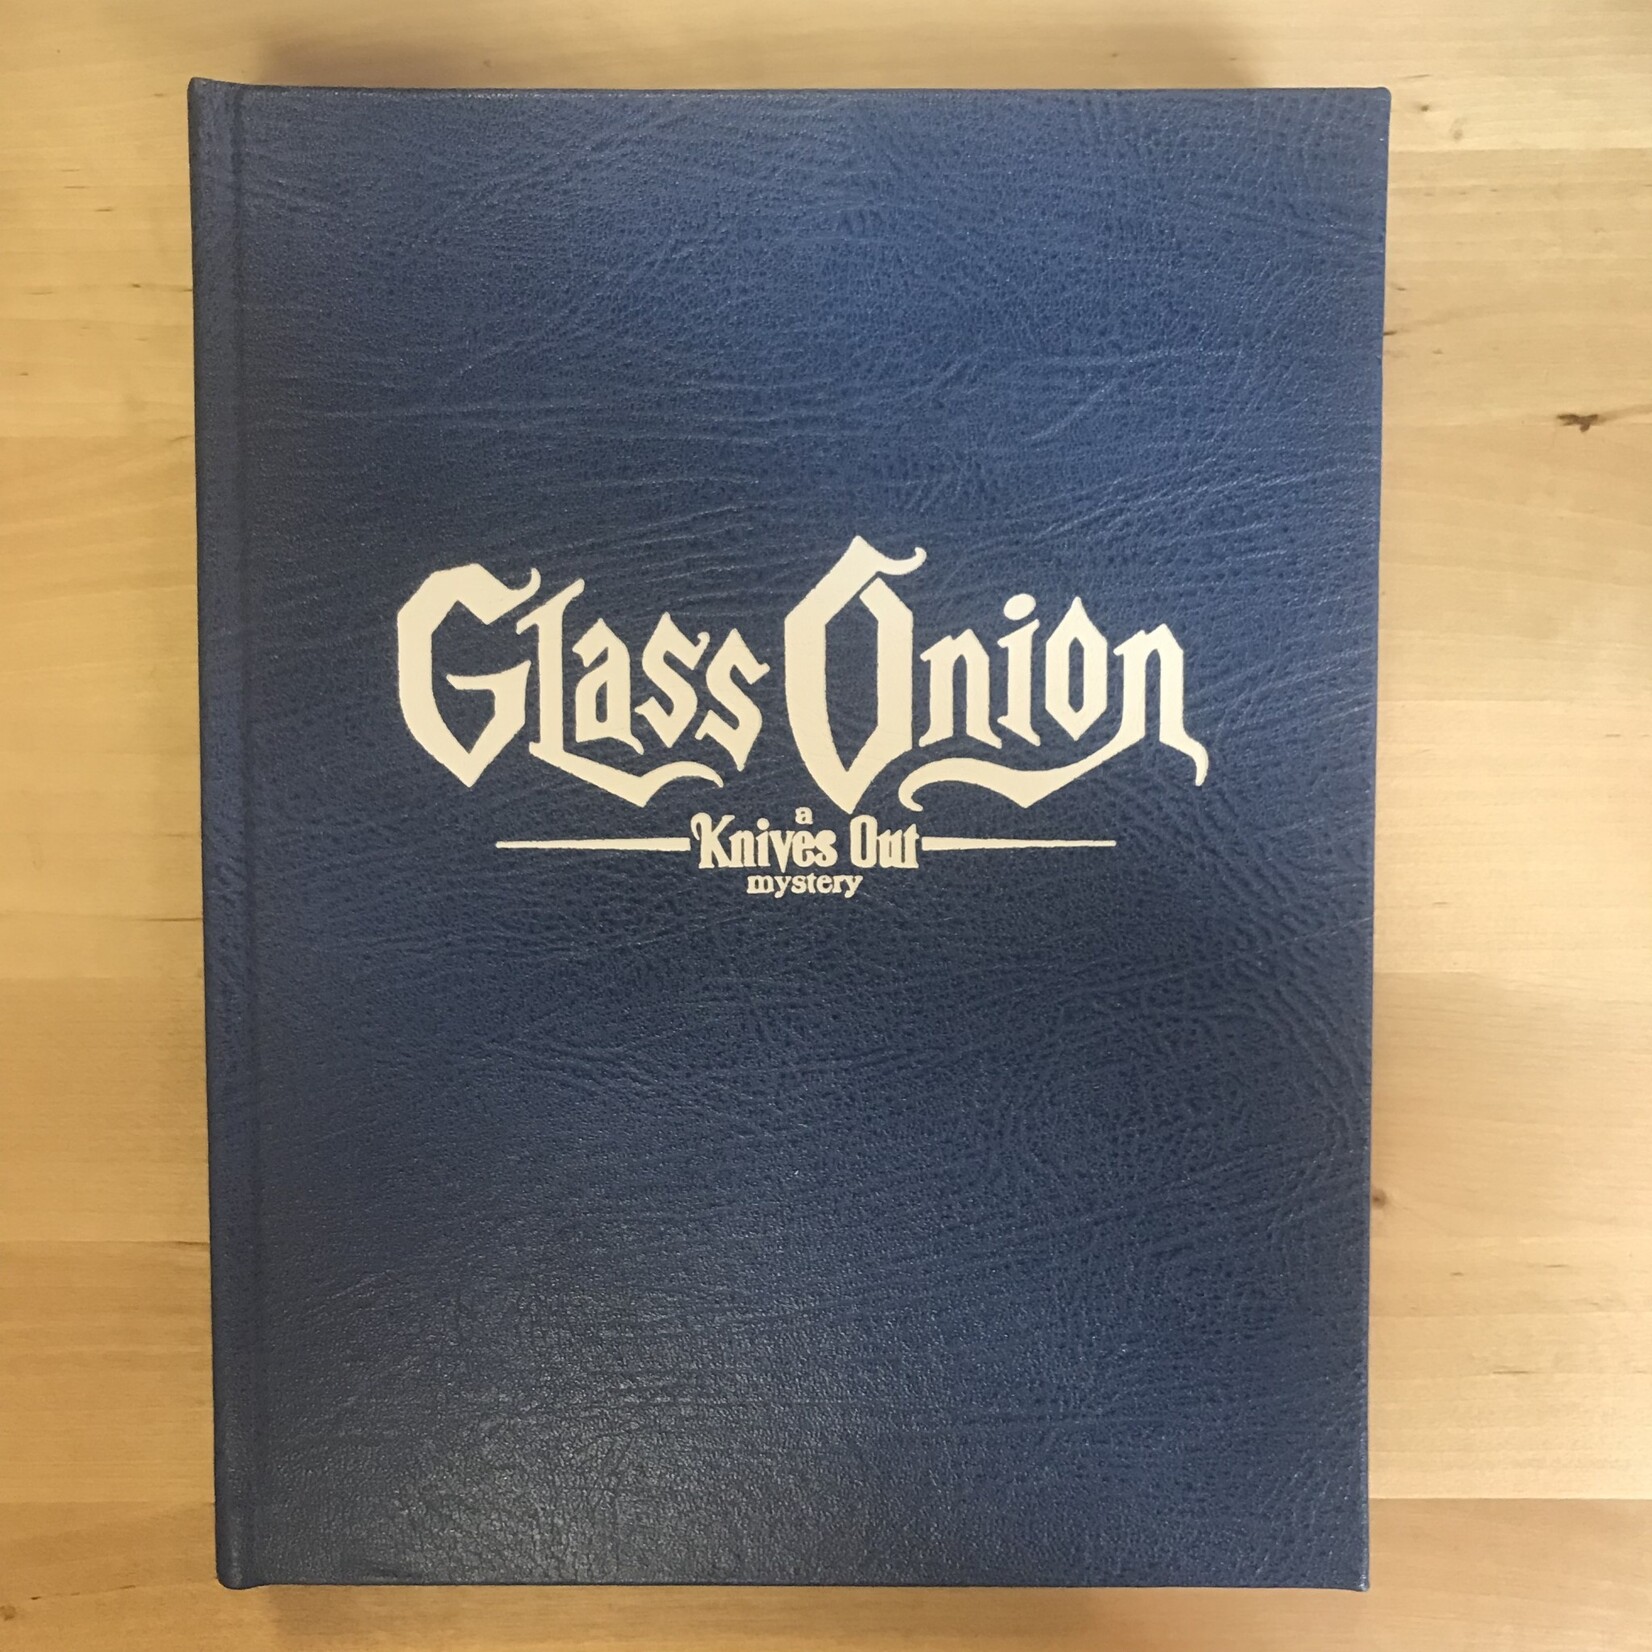 Glass Onion
a
Knives Out
mystery